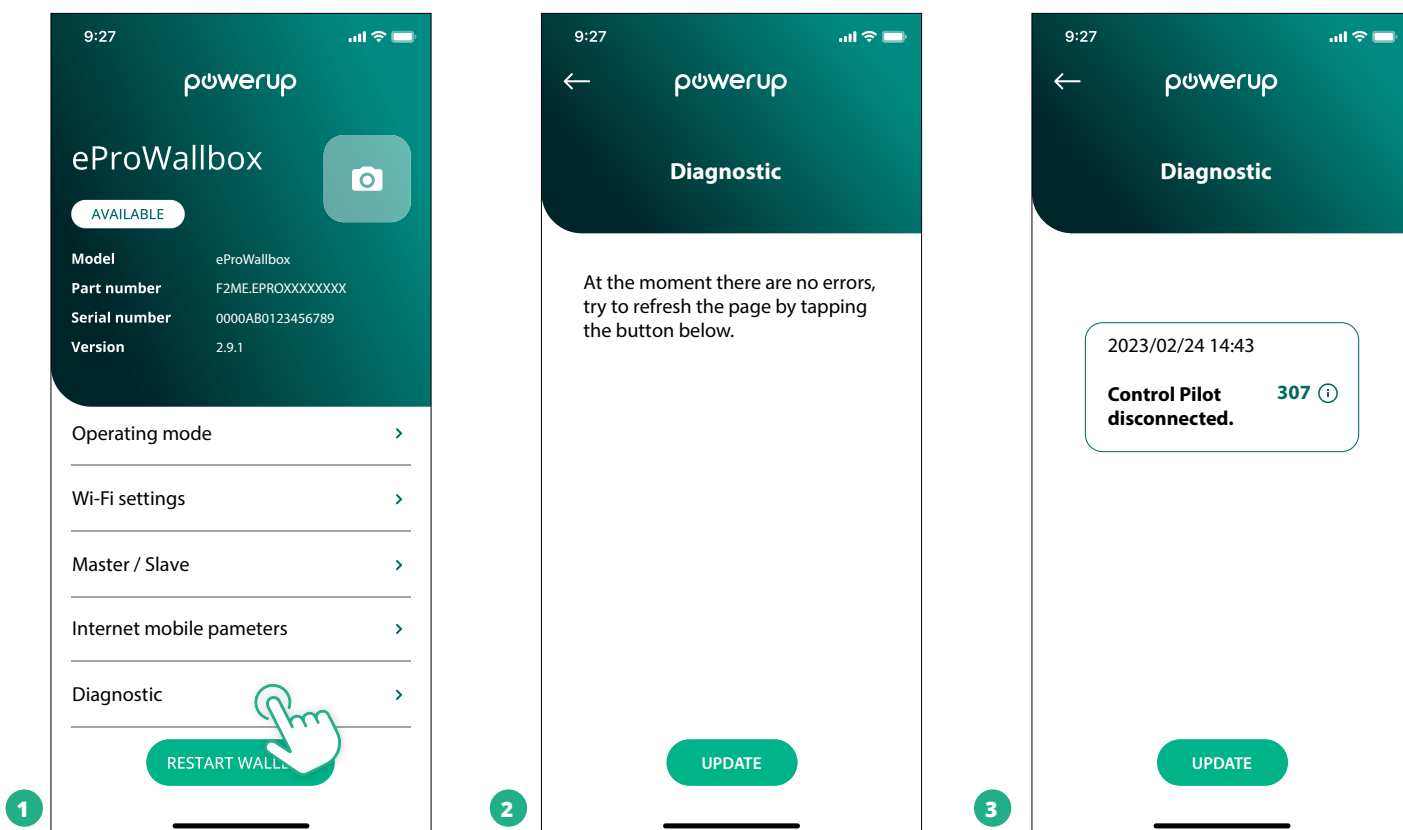 9:27
powerup
eProWallbox
AVAILABLE
Model eProWallbox
Part number F2ME.EPROXXXXXXXX
Serial number 0000AB0123456789
Version 2.9.1
Operating mode
Wi-Fi settings
Master / Slave
Internet mobile pameters
Diagnostic
RESTART WALL
1
9:27
powerup
Diagnostic
At the moment there are no errors,
try to refresh the page by tapping
the button below.
UPDATE
2
9:27
powerup
Diagnostic
2023/02/24 14:43
Control Pilot 307
disconnected.
UPDATE
3